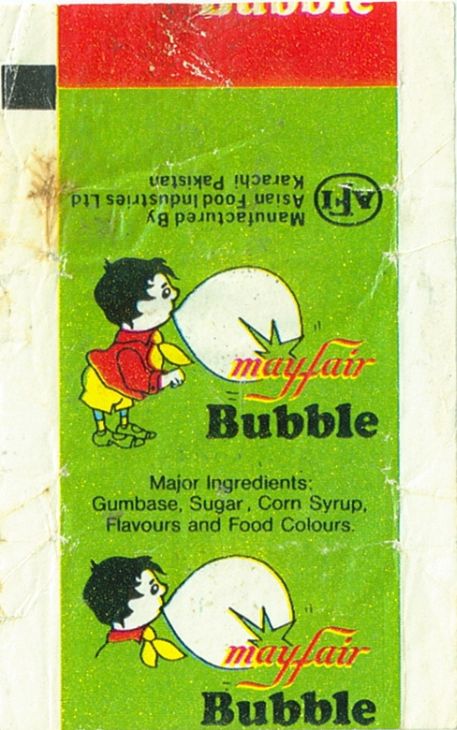 Bubble
Manufactured By
Asian Food Industries Ltd
Karachi Pakistan
AFI
mayfair
Bubble
Major Ingredients:
Gumbase, Sugar, Corn Syrup,
Flavours and Food Colours.
mayfair
Bubble